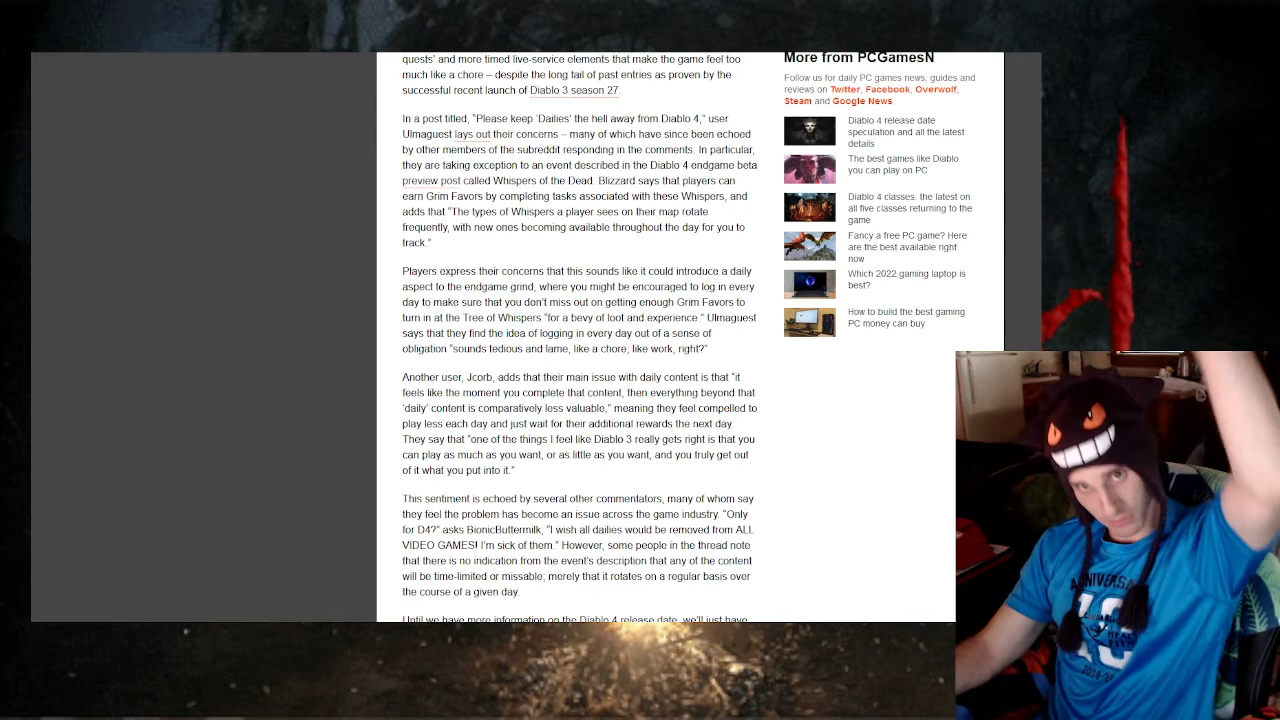 quests' and more timed live-service elements that make the game feel too
much like a chore – despite the long fail of past entries as proven by the
successful recent launch of Diablo 3 season 27.
In a post titled, "Please keep 'Dailies' the hell away from Diablo 4," user
Ulmaguest lays out their concerns – many of which have since been echoed
by other members of the subreddit responding in the comments. In particular,
they are taking exception to an event described in the Diablo 4 endgame beta
preview post called Whispers of the Dead. Blizzard says that players can
earn Grim Favors by completing tasks associated with these Whispers, and
adds that "The types of Whispers a player sees on their map rotate
frequently, with new ones becoming available throughout the day for you to
track."
Players express their concerns that this sounds like it could introduce a daily
aspect to the endgame grind, where you might be encouraged to log in every
day to make sure that you don't miss out on getting enough Grim Favors to
turn in at the Tree of Whispers "for a bevy of loot and experience." Ulmaguest
says that they find the idea of logging in every day out of a sense of
obligation "sounds tedious and lame, like a chore, like work, right?"
Another user, Jcorb, adds that their main issue with daily content is that "it
feels like the moment you complete that content, then everything beyond that
'daily' content is comparatively less valuable," meaning they feel compelled to
play less each day and just wait for their additional rewards the next day.
They say that "one of the things I feel like Diablo 3 really gets right is that you
can play as much as you want, or as little as you want, and you truly get out
of it what you put into it."
This sentiment is echoed by several other commentators, many of whom say
they feel the problem has become an issue across the game industry. "Only
for D4?" asks BionicButtermilk, "I wish all dailies would be removed from ALL
VIDEO GAMES! I'm sick of them." However, some people in the thread note
that there is no indication from the event's description that any of the content
will be time-limited or missable; merely that it rotates on a regular basis over
the course of a given day.
Until we have more information on the Diablo 4 release date, we'll just have
More from PCGamesN
Follow us for daily PC games news, guides and
reviews on Twitter, Facebook, Overwolf,
Steam and Google News
Diablo 4 release date
speculation and all the latest
details
The best games like Diablo
you can play on PC
Diablo 4 classes: the latest on
all five classes returning to the
game
Fancy a free PC game? Here
are the best available right
now
Which 2022 gaming laptop is
best?
How to build the best gaming
PC money can buy